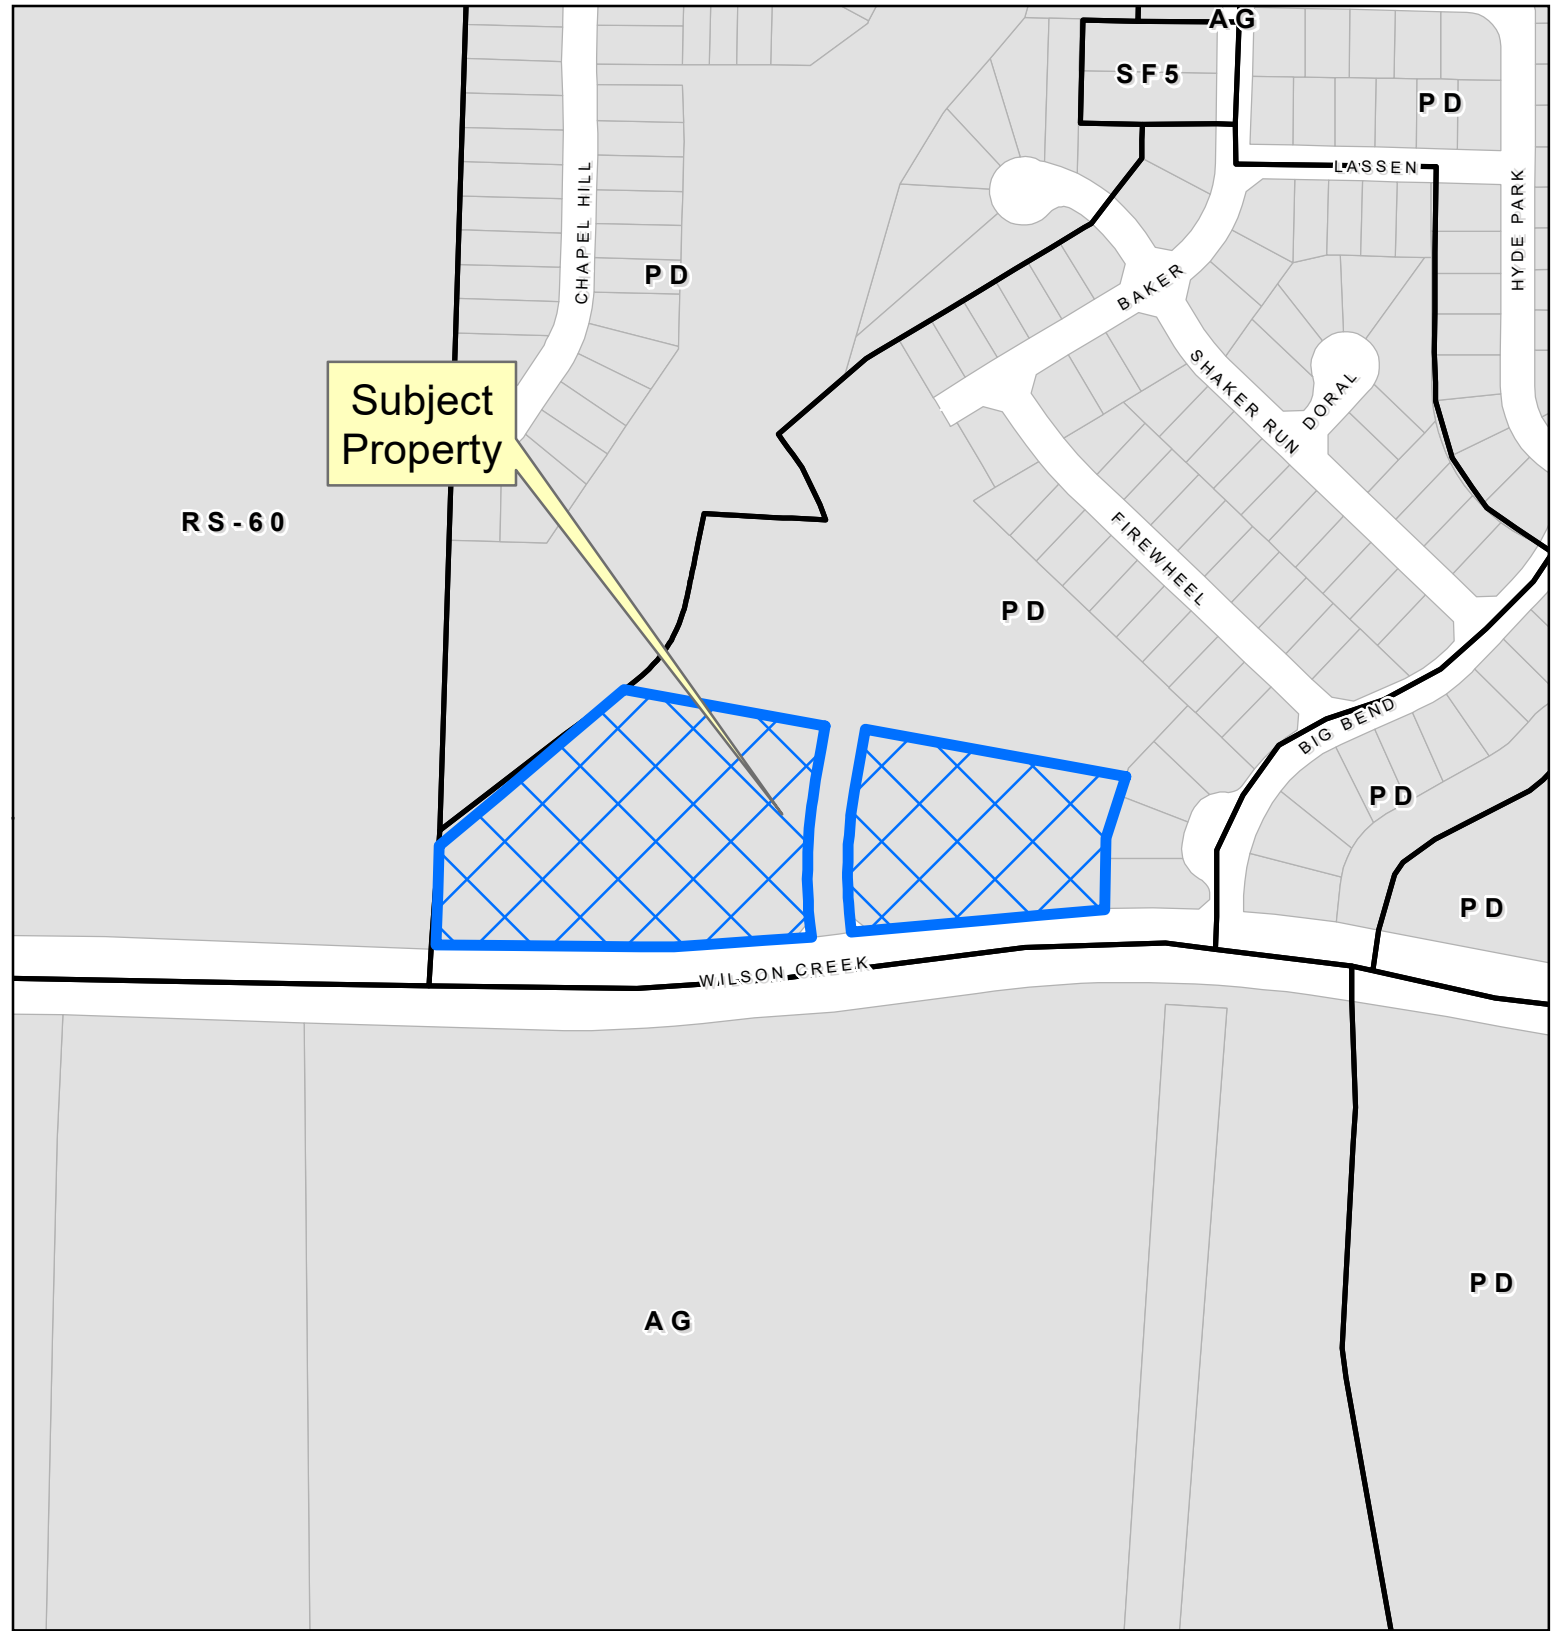 AG
SF5
PD
LASSEN
HYDE PARK
CHAPEL HILL
PD
BAKER
SHAKER RUN
DORAL
Subject
Property
RS-60
FIREWHEEL
PD
BIG BEND
PD
PD
WILSON CREEK
PD
AG